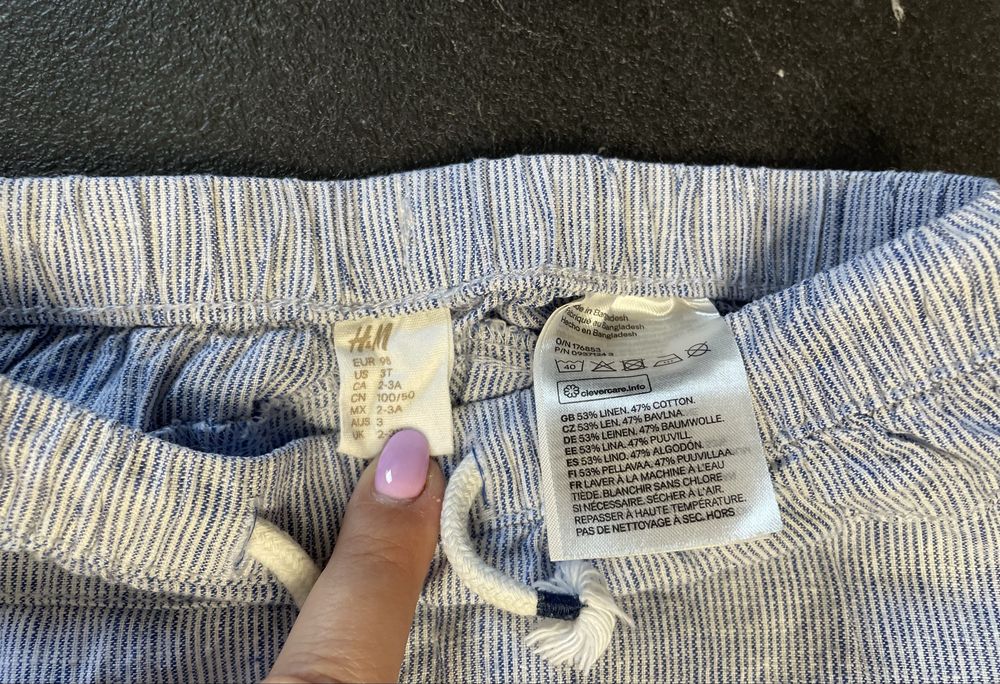 H&M
EUR 98
US 3T
CA 2-3A
CN 100/50
MX 2-3A
AUS 3
UK
in Bangladesh
Fabriqué au Bangladesh
Hecho en Bangladesh
O/N 176853
P/N
40
clevercare.info
GB 53% LINEN. 47% COTTON.
CZ 53% LEN. 47% BAVLNA.
DE 53% LEINEN. 47% BAUMWOLLE.
EE 53% LINA. 47% PUUVILL.
ES 53% LINO. 47% ALGODÓN.
FI 53% PELLAVAA. 47% PUUVILLAA.
FR LAVER À LA MACHINE À L'EAU
TIÈDE. BLANCHIR SANS CHLORE
SI NÉCESSAIRE. SÉCHER À L'AIR.
REPASSER À HAUTE TEMPÉRATURE.
PAS DE NETTOYAGE À SEC. HORS